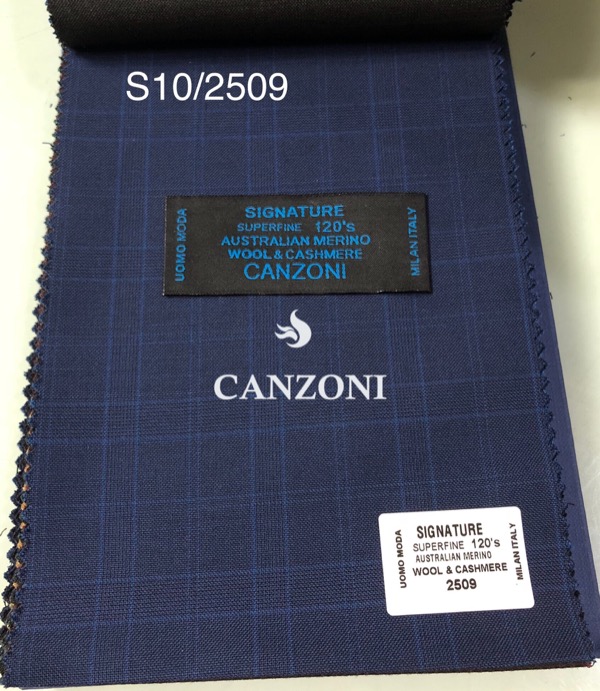 S10/2509
UOMO MODA
SIGNATURE
SUPERFINE 120's
AUSTRALIAN MERINO
WOOL & CASHMERE
CANZONI
MILAN ITALY
CANZONI
UOMO MODA
SIGNATURE
SUPERFINE 120's
AUSTRALIAN MERINO
WOOL & CASHMERE
2509
MILAN ITALY